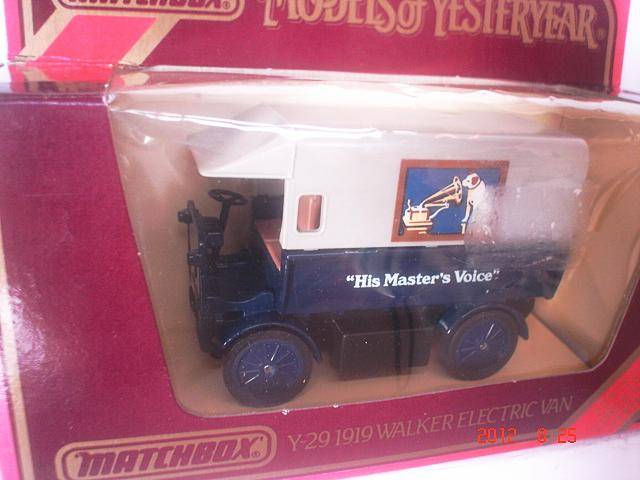 MATCHBOX®
MODELS of YESTERYEAR®
"His Master's Voice"
MATCHBOX®
Y-29 1919 WALKER ELECTRIC VAN
2012 8 25